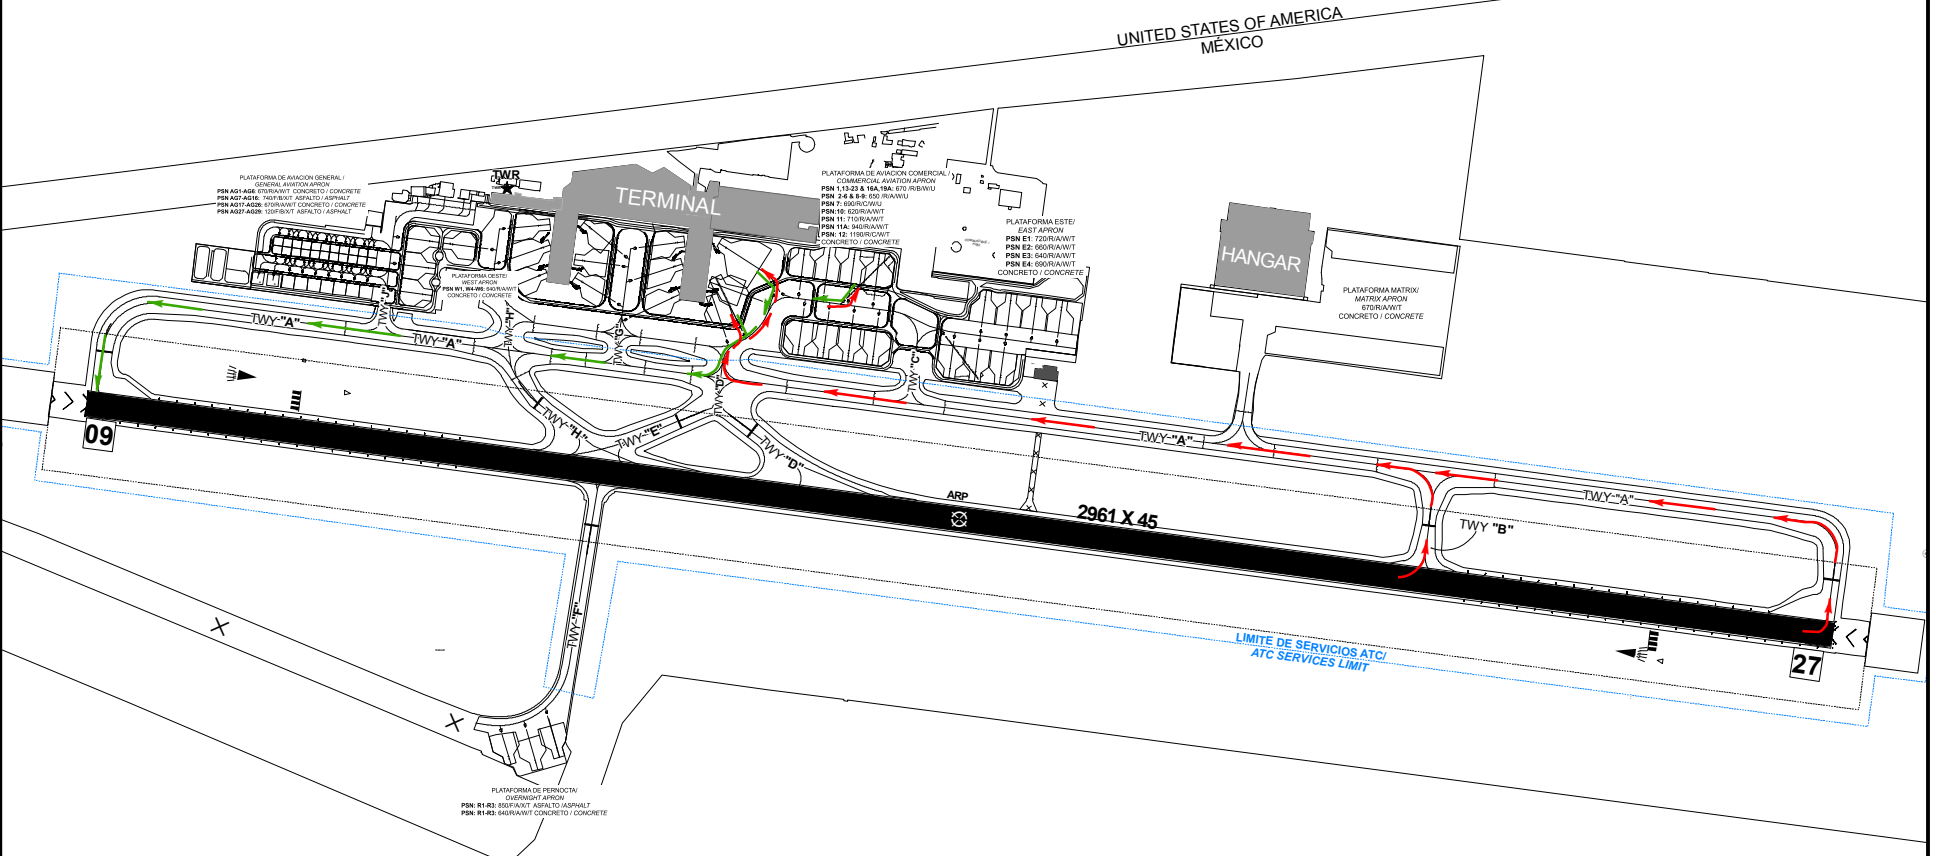 UNITED STATES OF AMERICA
MÉXICO
TWR
TERMINAL
PLATAFORMA DE AVIACION GENERAL /
GENERAL AVIATION APRON
PSN AG1-AG6: 670/R/A/W/T CONCRETO / CONCRETE
PSN AG7-AG16: 740/F/B/X/T ASFALTO / ASPHALT
PSN AG17-AG26: 670/R/A/W/T CONCRETO / CONCRETE
PSN AG27-AG29: 120/F/B/X/T ASFALTO / ASPHALT
PLATAFORMA DE AVIACION COMERCIAL /
COMMERCIAL AVIATION APRON
PSN 1,13-23 & 16A,19A: 670 /R/B/W/U
PSN 2-6 & 8-9: 650 /R/A/W/U
PSN 7: 690/R/C/W/U
PSN:10: 620/R/A/W/T
PSN 11: 710/R/A/W/T
PSN 11A: 940/R/A/W/T
PSN: 12: 1190/R/C/W/T
CONCRETO / CONCRETE
PLATAFORMA ESTE/
EAST APRON
PSN E1: 720/R/A/W/T
PSN E2: 660/R/A/W/T
PSN E3: 640/R/A/W/T
PSN E4: 690/R/A/W/T
CONCRETO / CONCRETE
HANGAR
PLATAFORMA MATRIX/
MATRIX APRON
670/R/A/W/T
CONCRETO / CONCRETE
PLATAFORMA OESTE/
WEST APRON
PSN W1, W4-W6: 640/R/A/W/T
CONCRETO / CONCRETE
TWY-"J"
TWY-"A"
TWY-"A"
TWY-"H"
TWY-"G"
TWY-"D"
TWY-"C"
TWY-"H"
TWY-"E"
TWY-"D"
TWY-"A"
TWY-"A"
TWY "B"
09
ARP
2961 X 45
TWY-"F"
LIMITE DE SERVICIOS ATC/
ATC SERVICES LIMIT
27
PLATAFORMA DE PERNOCTA/
OVERNIGHT APRON
PSN: R1-R3: 850/F/A/X/T ASFALTO /ASPHALT
PSN: R1-R3: 640/R/A/W/T CONCRETO / CONCRETE